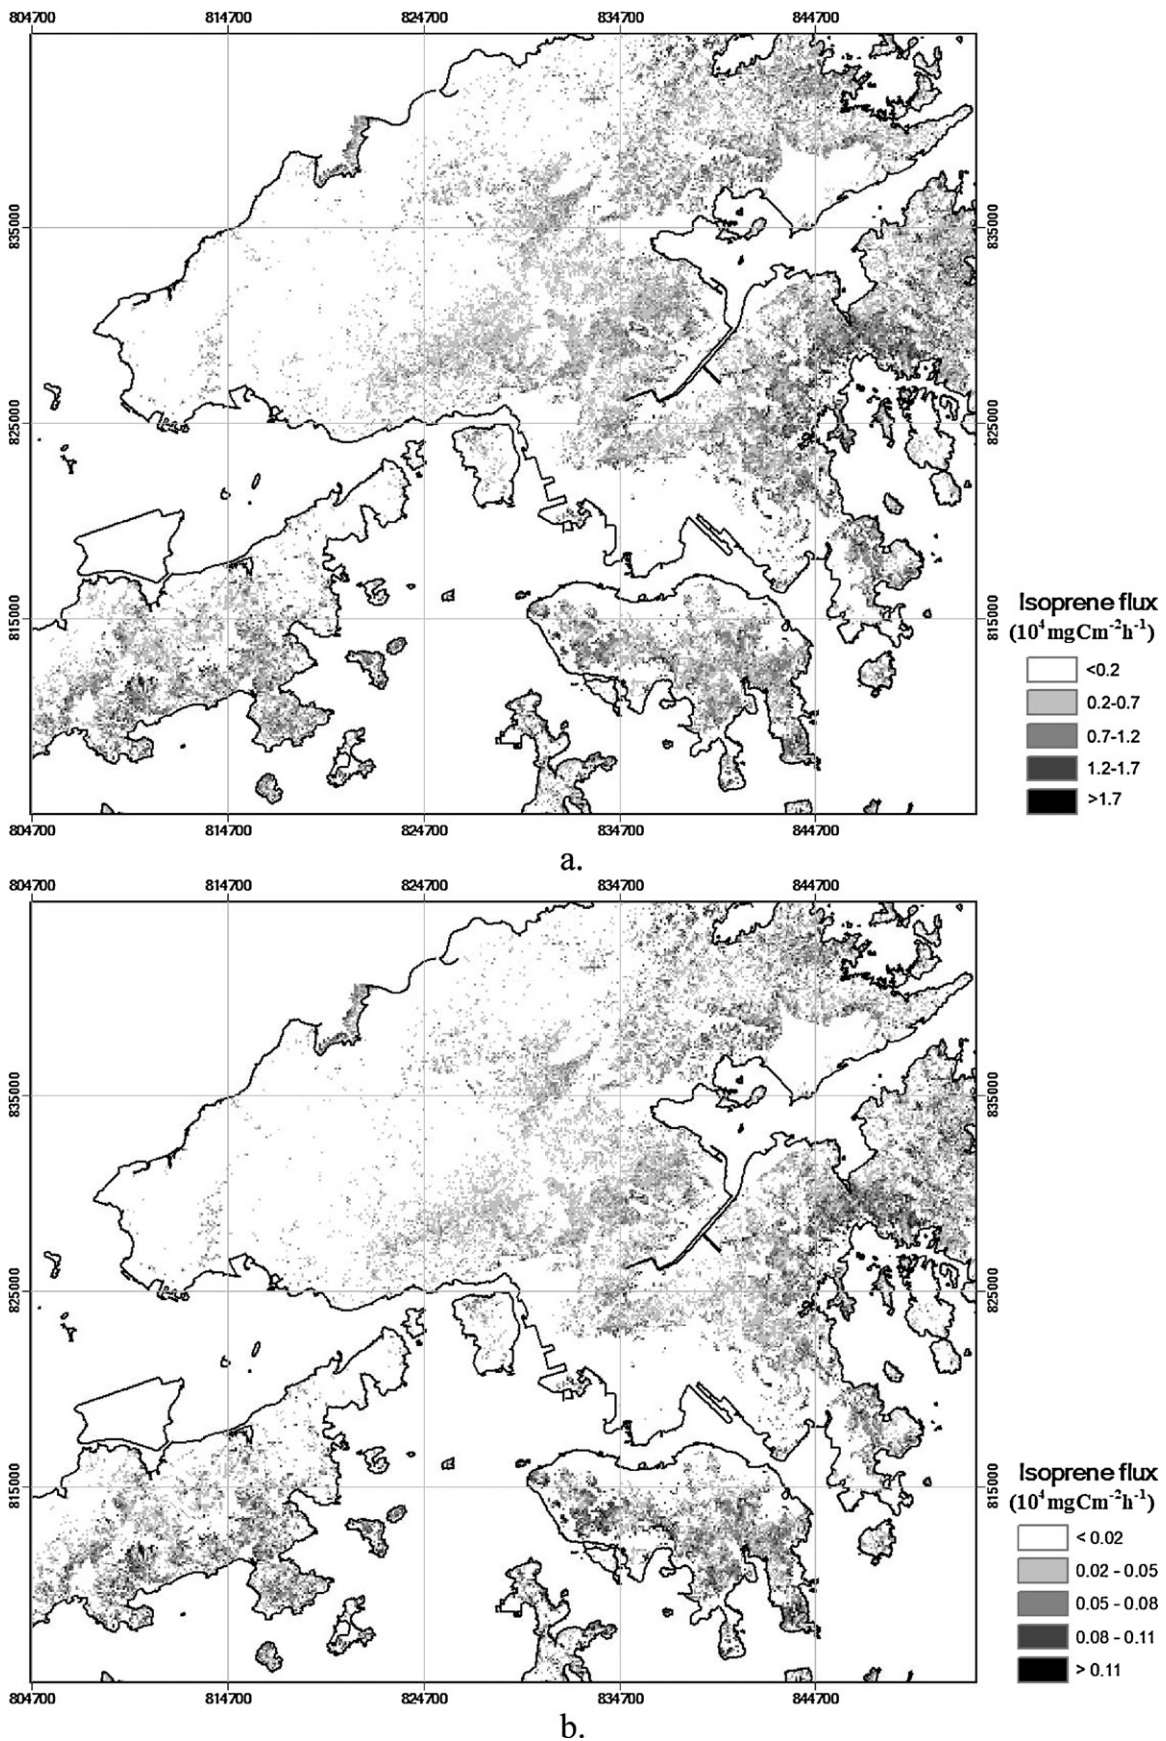 804700 814700 824700 834700 844700
835000 835000
825000 825000
815000 815000
Isoprene flux
(10⁴ mgCm⁻²h⁻¹)
<0.2
0.2-0.7
0.7-1.2
1.2-1.7
>1.7
804700 814700 824700 834700 844700
a.
804700 814700 824700 834700 844700
835000 835000
825000 825000
815000 815000
Isoprene flux
(10⁴ mgCm⁻²h⁻¹)
< 0.02
0.02 - 0.05
0.05 - 0.08
0.08 - 0.11
> 0.11
804700 814700 824700 834700 844700
b.